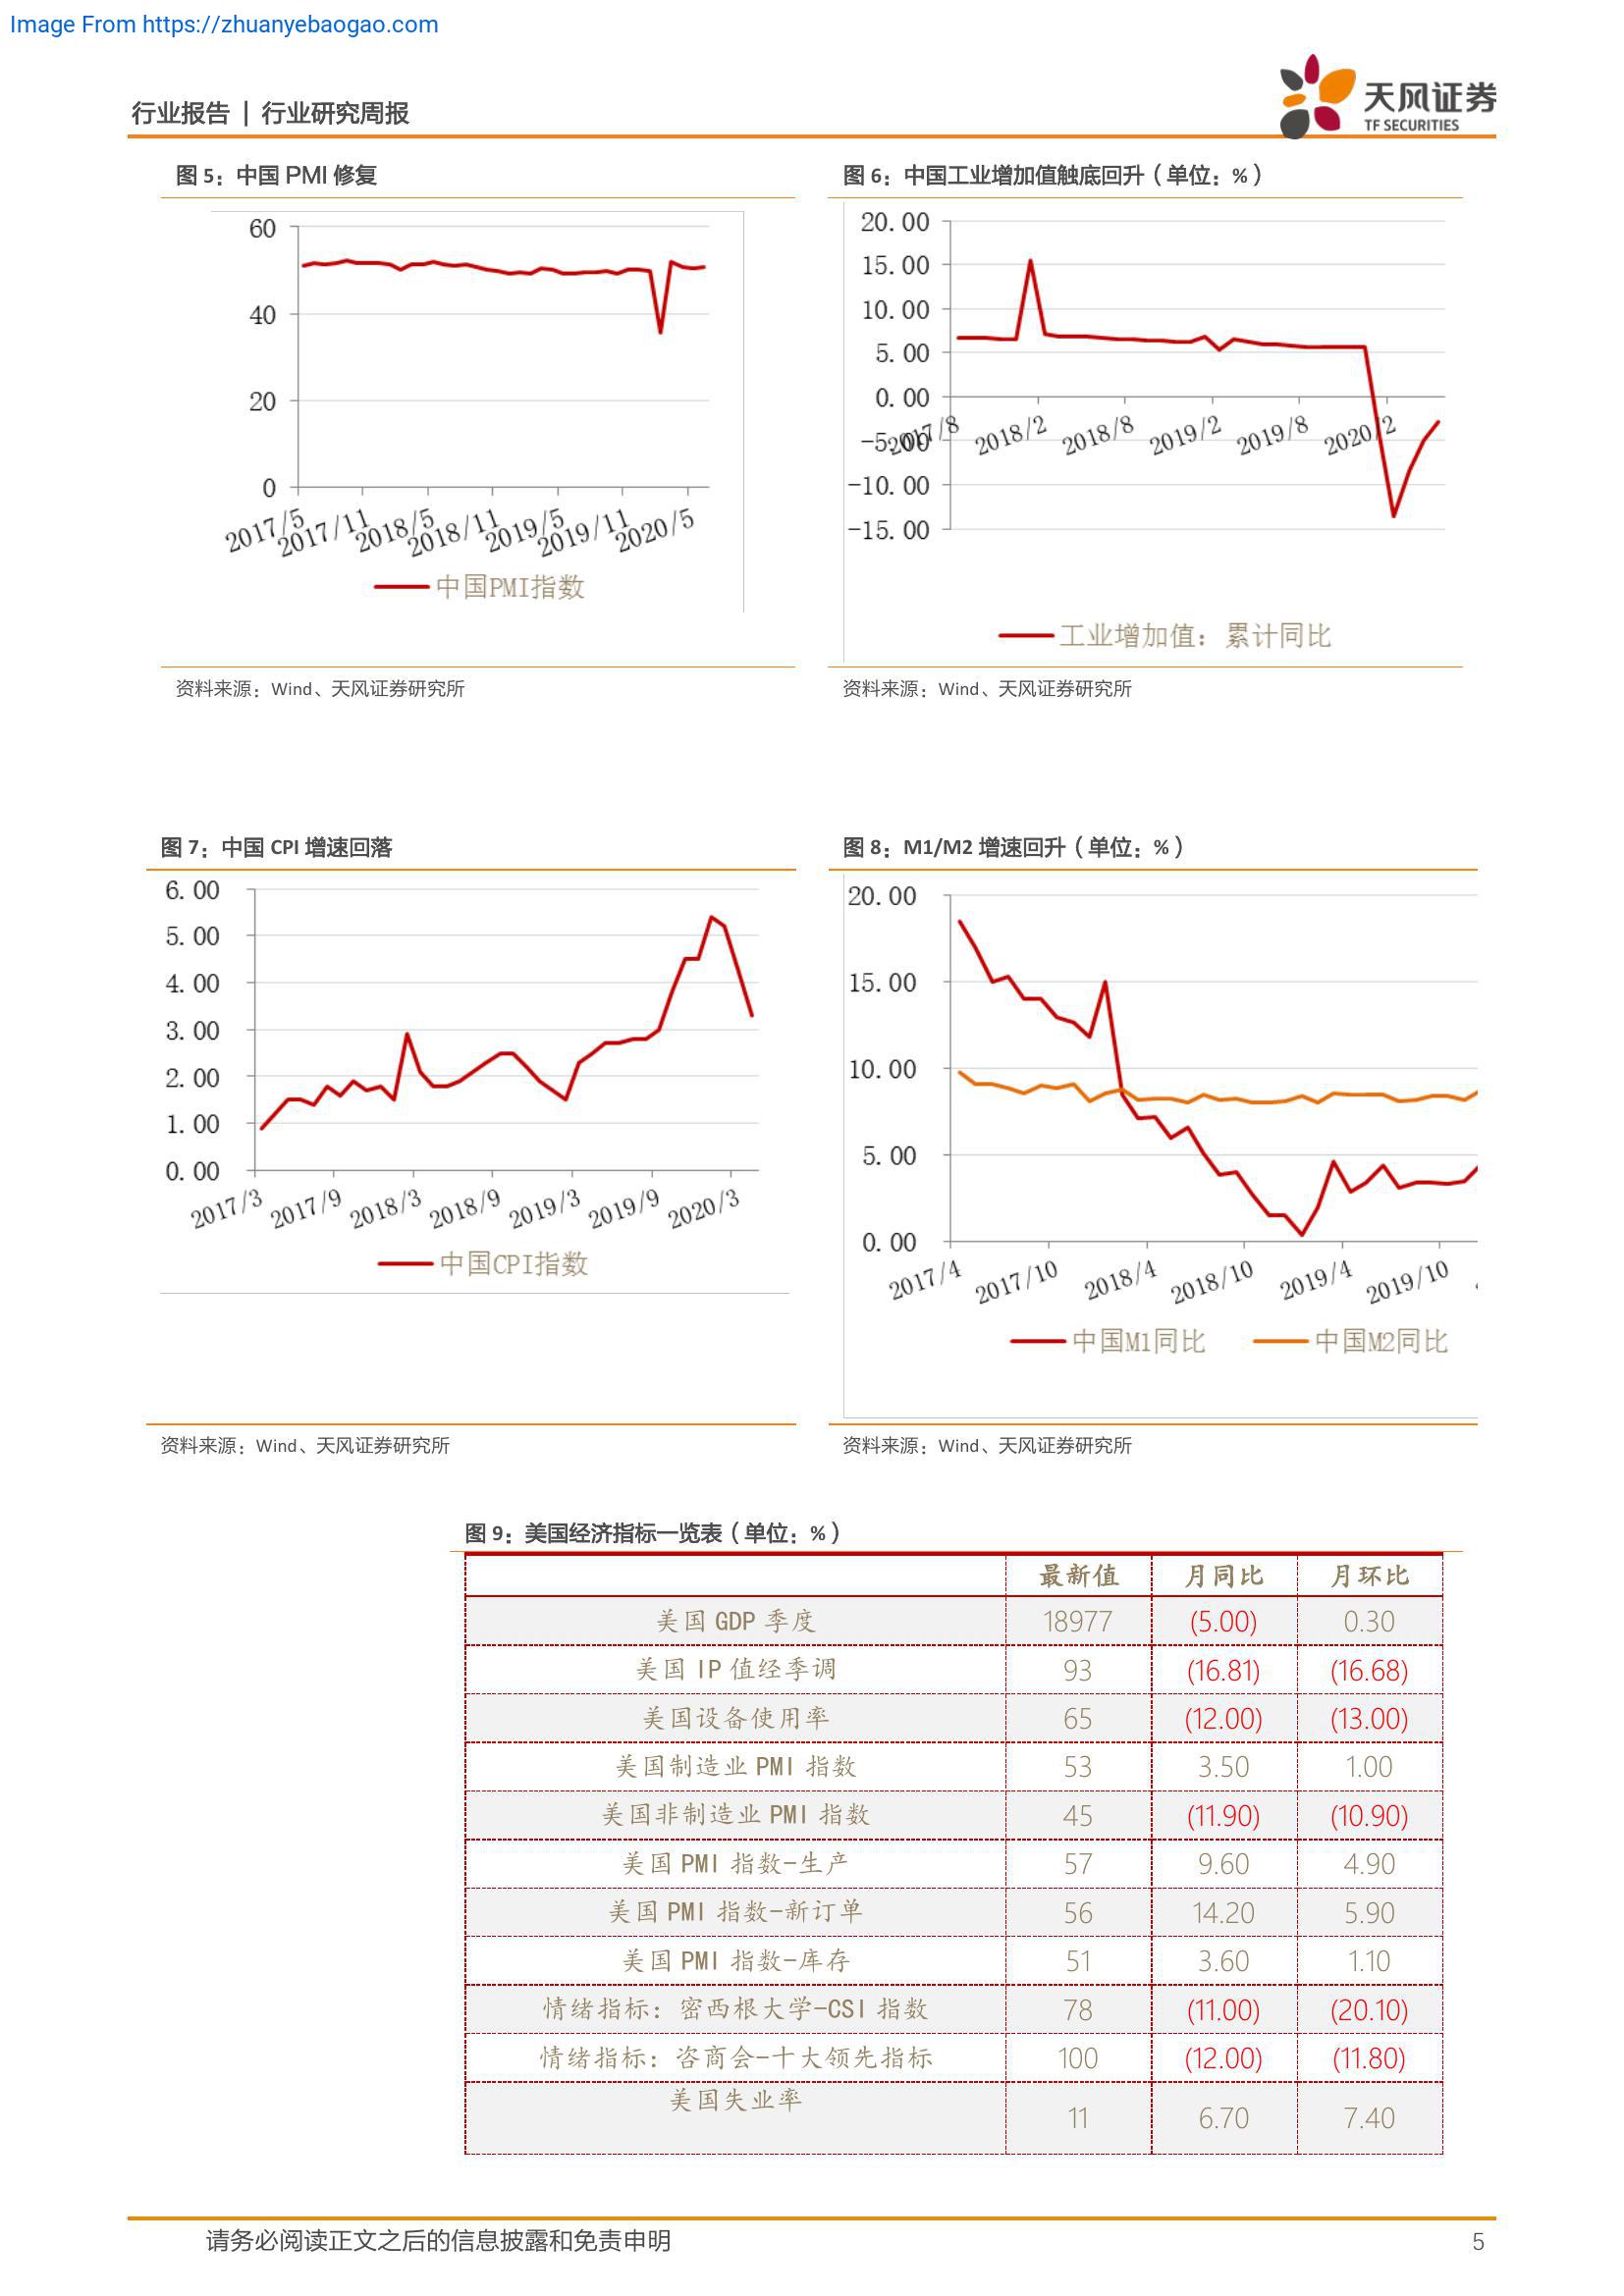 Image From https://zhuanyebaogao.com
行业报告 | 行业研究周报
天风证券
TF SECURITIES
图 5：中国 PMI 修复
60
40
20
0
2017/5
2017/11
2018/5
2018/11
2019/5
2019/11
2020/5
中国PMI指数
资料来源：Wind、天风证券研究所
图 6：中国工业增加值触底回升（单位：%）
20.00
15.00
10.00
5.00
0.00
-5.00
-10.00
-15.00
2017/8
2018/2
2018/8
2019/2
2019/8
2020/2
工业增加值：累计同比
资料来源：Wind、天风证券研究所
图 7：中国 CPI 增速回落
6.00
5.00
4.00
3.00
2.00
1.00
0.00
2017/3
2017/9
2018/3
2018/9
2019/3
2019/9
2020/3
中国CPI指数
资料来源：Wind、天风证券研究所
图 8：M1/M2 增速回升（单位：%）
20.00
15.00
10.00
5.00
0.00
2017/4
2017/10
2018/4
2018/10
2019/4
2019/10
中国M1同比 中国M2同比
资料来源：Wind、天风证券研究所
图 9：美国经济指标一览表（单位：%）
最新值 月同比 月环比
美国 GDP 季度 18977 (5.00) 0.30
美国 IP 值经季调 93 (16.81) (16.68)
美国设备使用率 65 (12.00) (13.00)
美国制造业 PMI 指数 53 3.50 1.00
美国非制造业 PMI 指数 45 (11.90) (10.90)
美国 PMI 指数-生产 57 9.60 4.90
美国 PMI 指数-新订单 56 14.20 5.90
美国 PMI 指数-库存 51 3.60 1.10
情绪指标：密西根大学-CSI 指数 78 (11.00) (20.10)
情绪指标：咨商会-十大领先指标 100 (12.00) (11.80)
美国失业率 11 6.70 7.40
请务必阅读正文之后的信息披露和免责申明 5